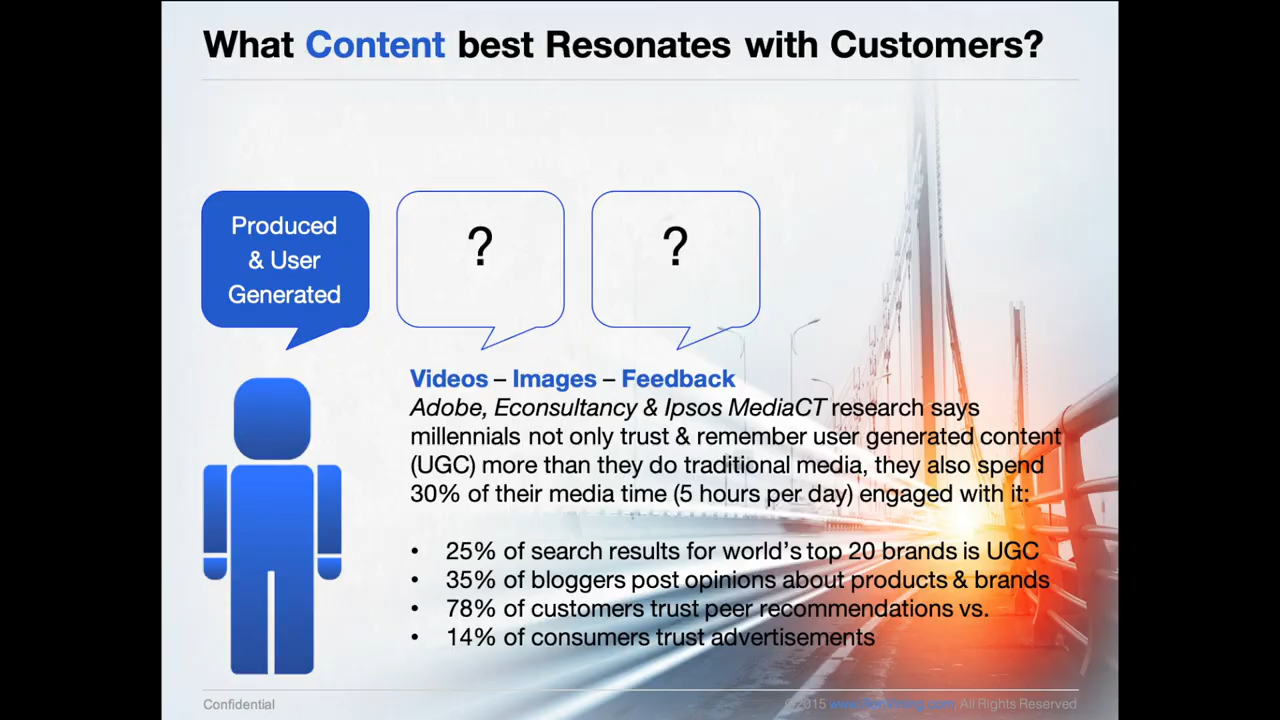 What Content best Resonates with Customers?
Produced
& User
Generated
?
?
Videos – Images – Feedback
Adobe, Econsultancy & Ipsos MediaCT research says
millennials not only trust & remember user generated content
(UGC) more than they do traditional media, they also spend
30% of their media time (5 hours per day) engaged with it:
• 25% of search results for world's top 20 brands is UGC
• 35% of bloggers post opinions about products & brands
• 78% of customers trust peer recommendations vs.
• 14% of consumers trust advertisements
Confidential
© 2015 All Rights Reserved